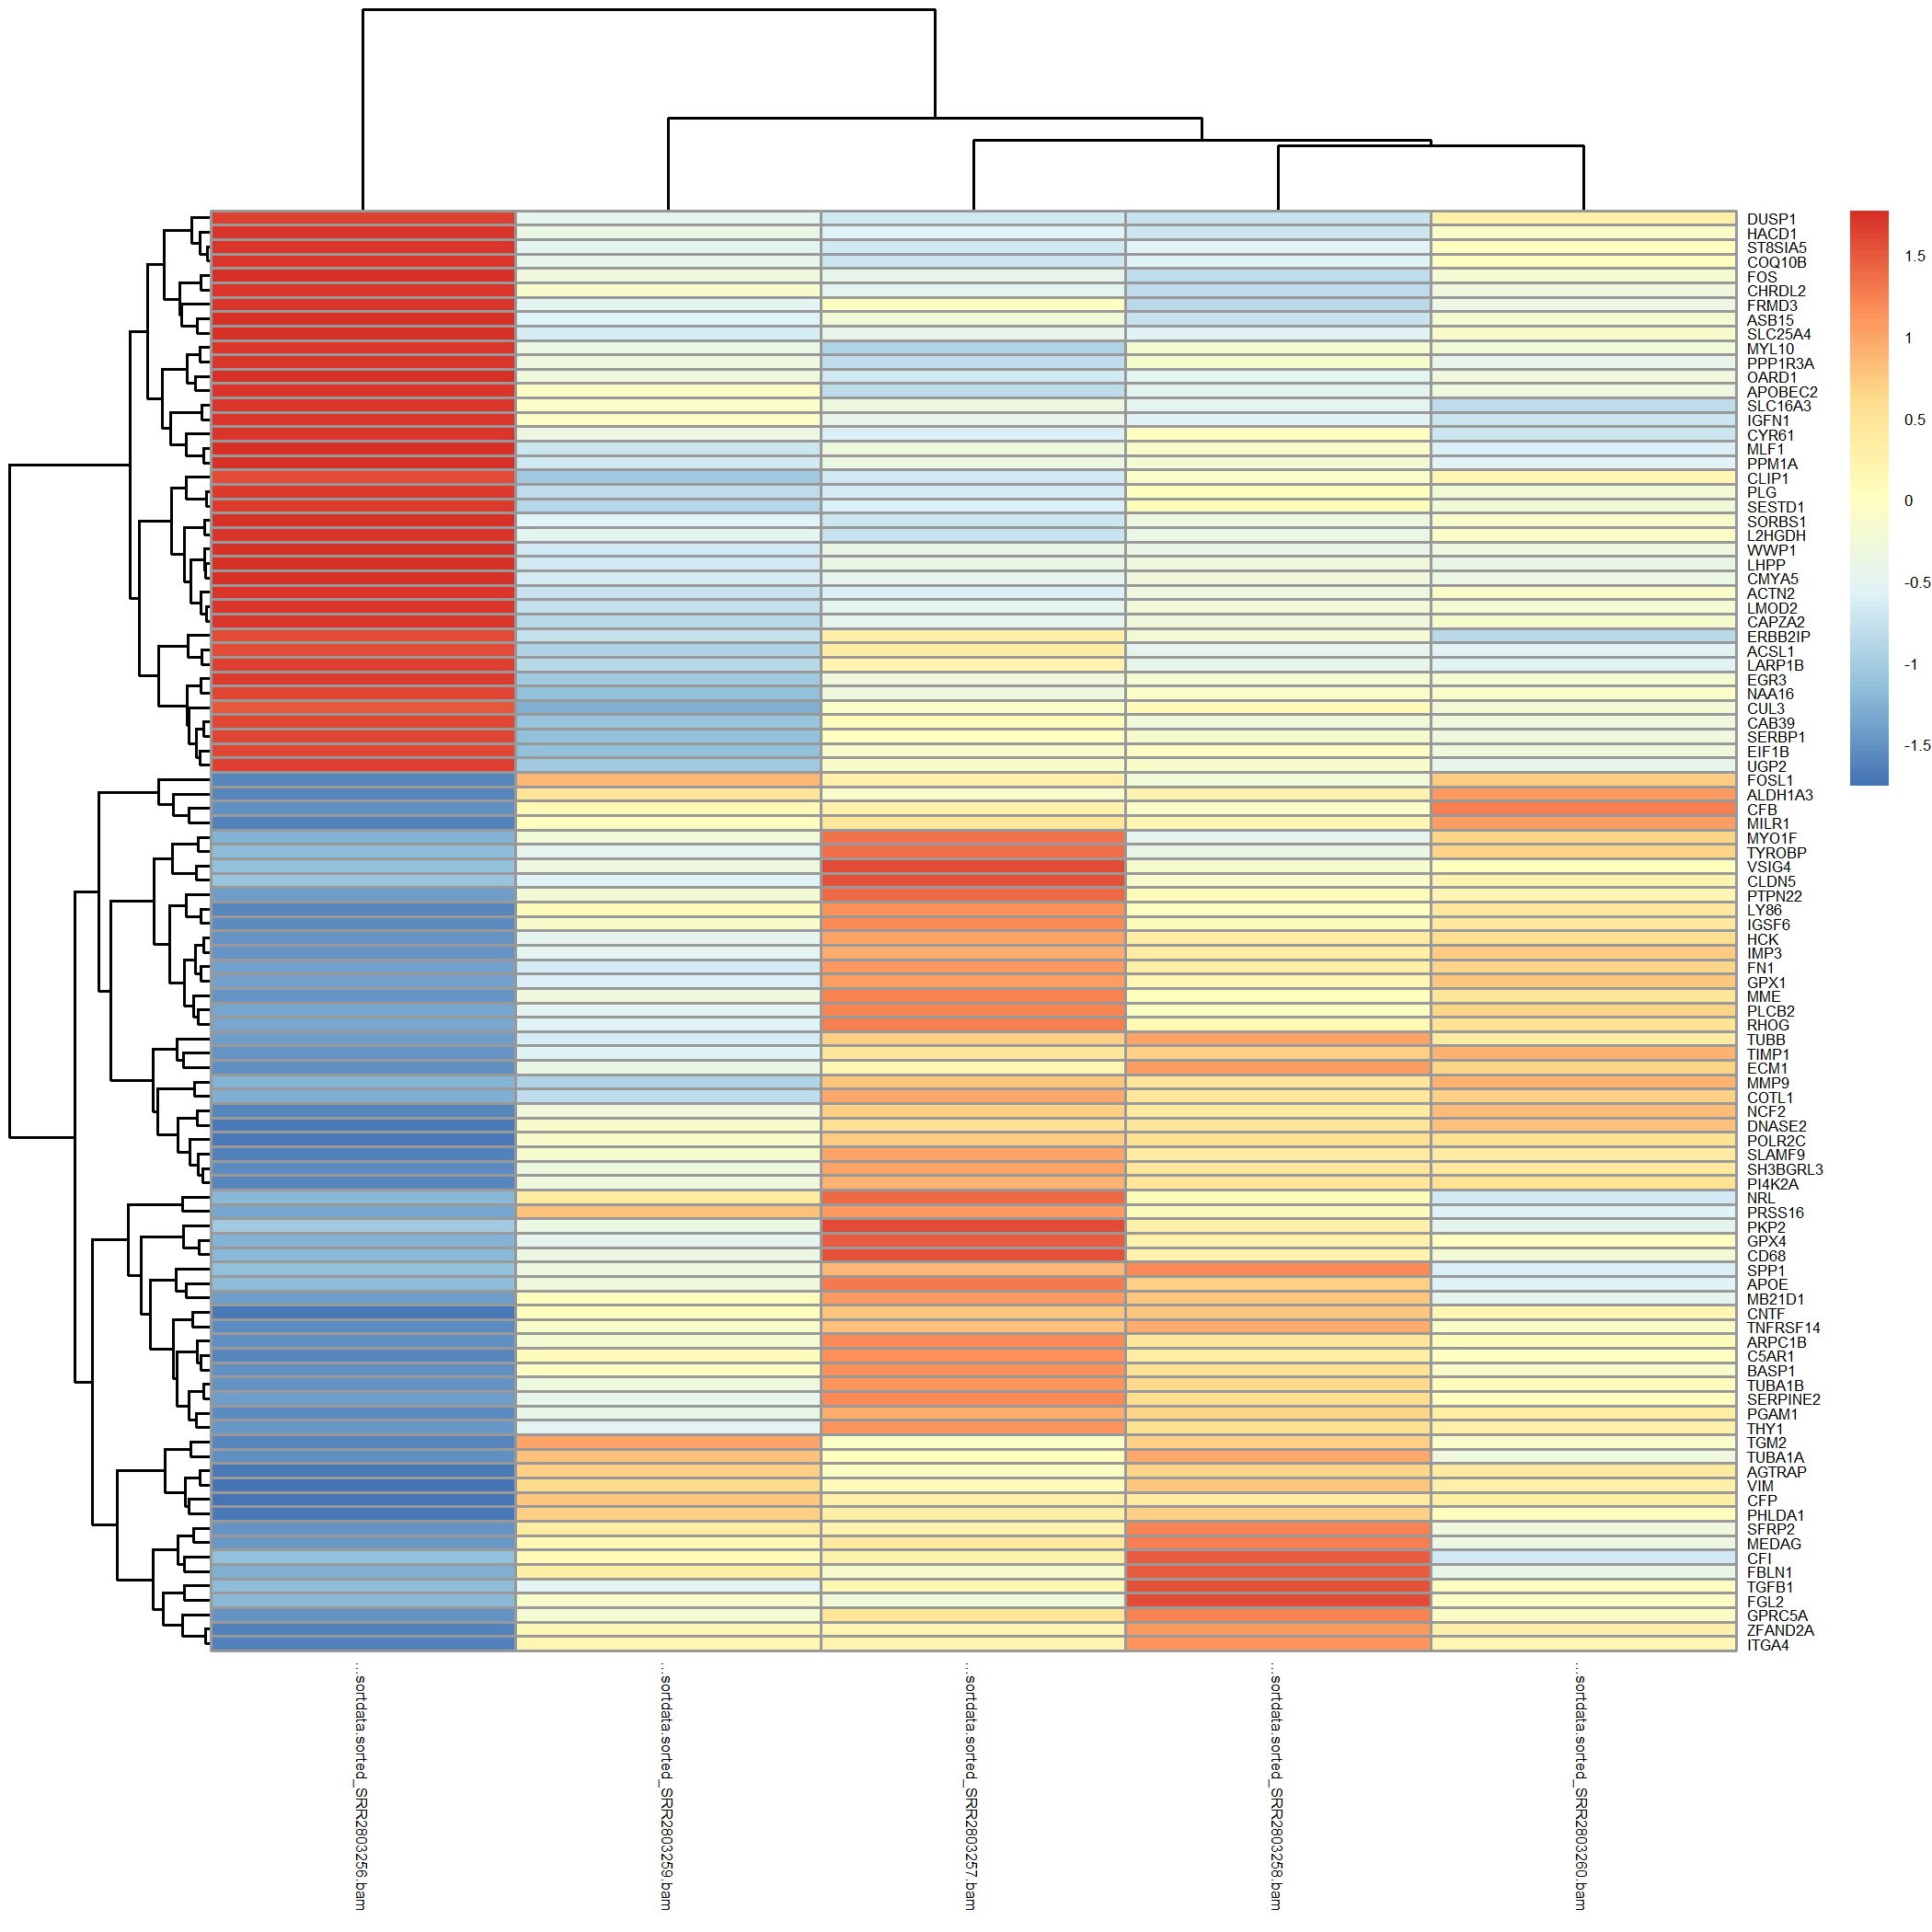 DUSP1
HACD1
ST8SIA5
COQ10B
FOS
CHRDL2
FRMD3
ASB15
SLC25A4
MYL10
PPP1R3A
OARD1
APOBEC2
SLC16A3
IGFN1
CYR61
MLF1
PPM1A
CLIP1
PLG
SESTD1
SORBS1
L2HGDH
WWP1
LHPP
CMYA5
ACTN2
LMOD2
CAPZA2
ERBB2IP
ACSL1
LARP1B
EGR3
NAA16
CUL3
CAB39
SERBP1
EIF1B
UGP2
FOSL1
ALDH1A3
CFB
MILR1
MYO1F
TYROBP
VSIG4
CLDN5
PTPN22
LY86
IGSF6
HCK
IMP3
FN1
GPX1
MME
PLCB2
RHOG
TUBB
TIMP1
ECM1
MMP9
COTL1
NCF2
DNASE2
POLR2C
SLAMF9
SH3BGRL3
PI4K2A
NRL
PRSS16
PKP2
GPX4
CD68
SPP1
APOE
MB21D1
CNTF
TNFRSF14
ARPC1B
C5AR1
BASP1
TUBA1B
SERPINE2
PGAM1
THY1
TGM2
TUBA1A
AGTRAP
VIM
CFP
PHLDA1
SFRP2
MEDAG
CFI
FBLN1
TGFB1
FGL2
GPRC5A
ZFAND2A
ITGA4
1.5
1
0.5
0
-0.5
-1
-1.5
...sortdata.sorted_SRR2803256.bam
...sortdata.sorted_SRR2803259.bam
...sortdata.sorted_SRR2803257.bam
...sortdata.sorted_SRR2803258.bam
...sortdata.sorted_SRR2803260.bam